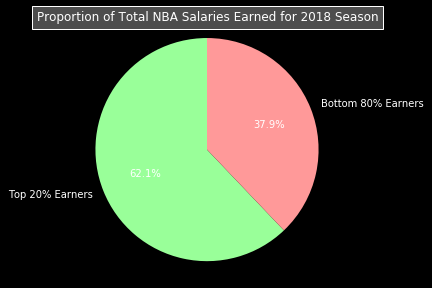 Proportion of Total NBA Salaries Earned for 2018 Season
Bottom 80% Earners
37.9%
62.1%
Top 20% Earners